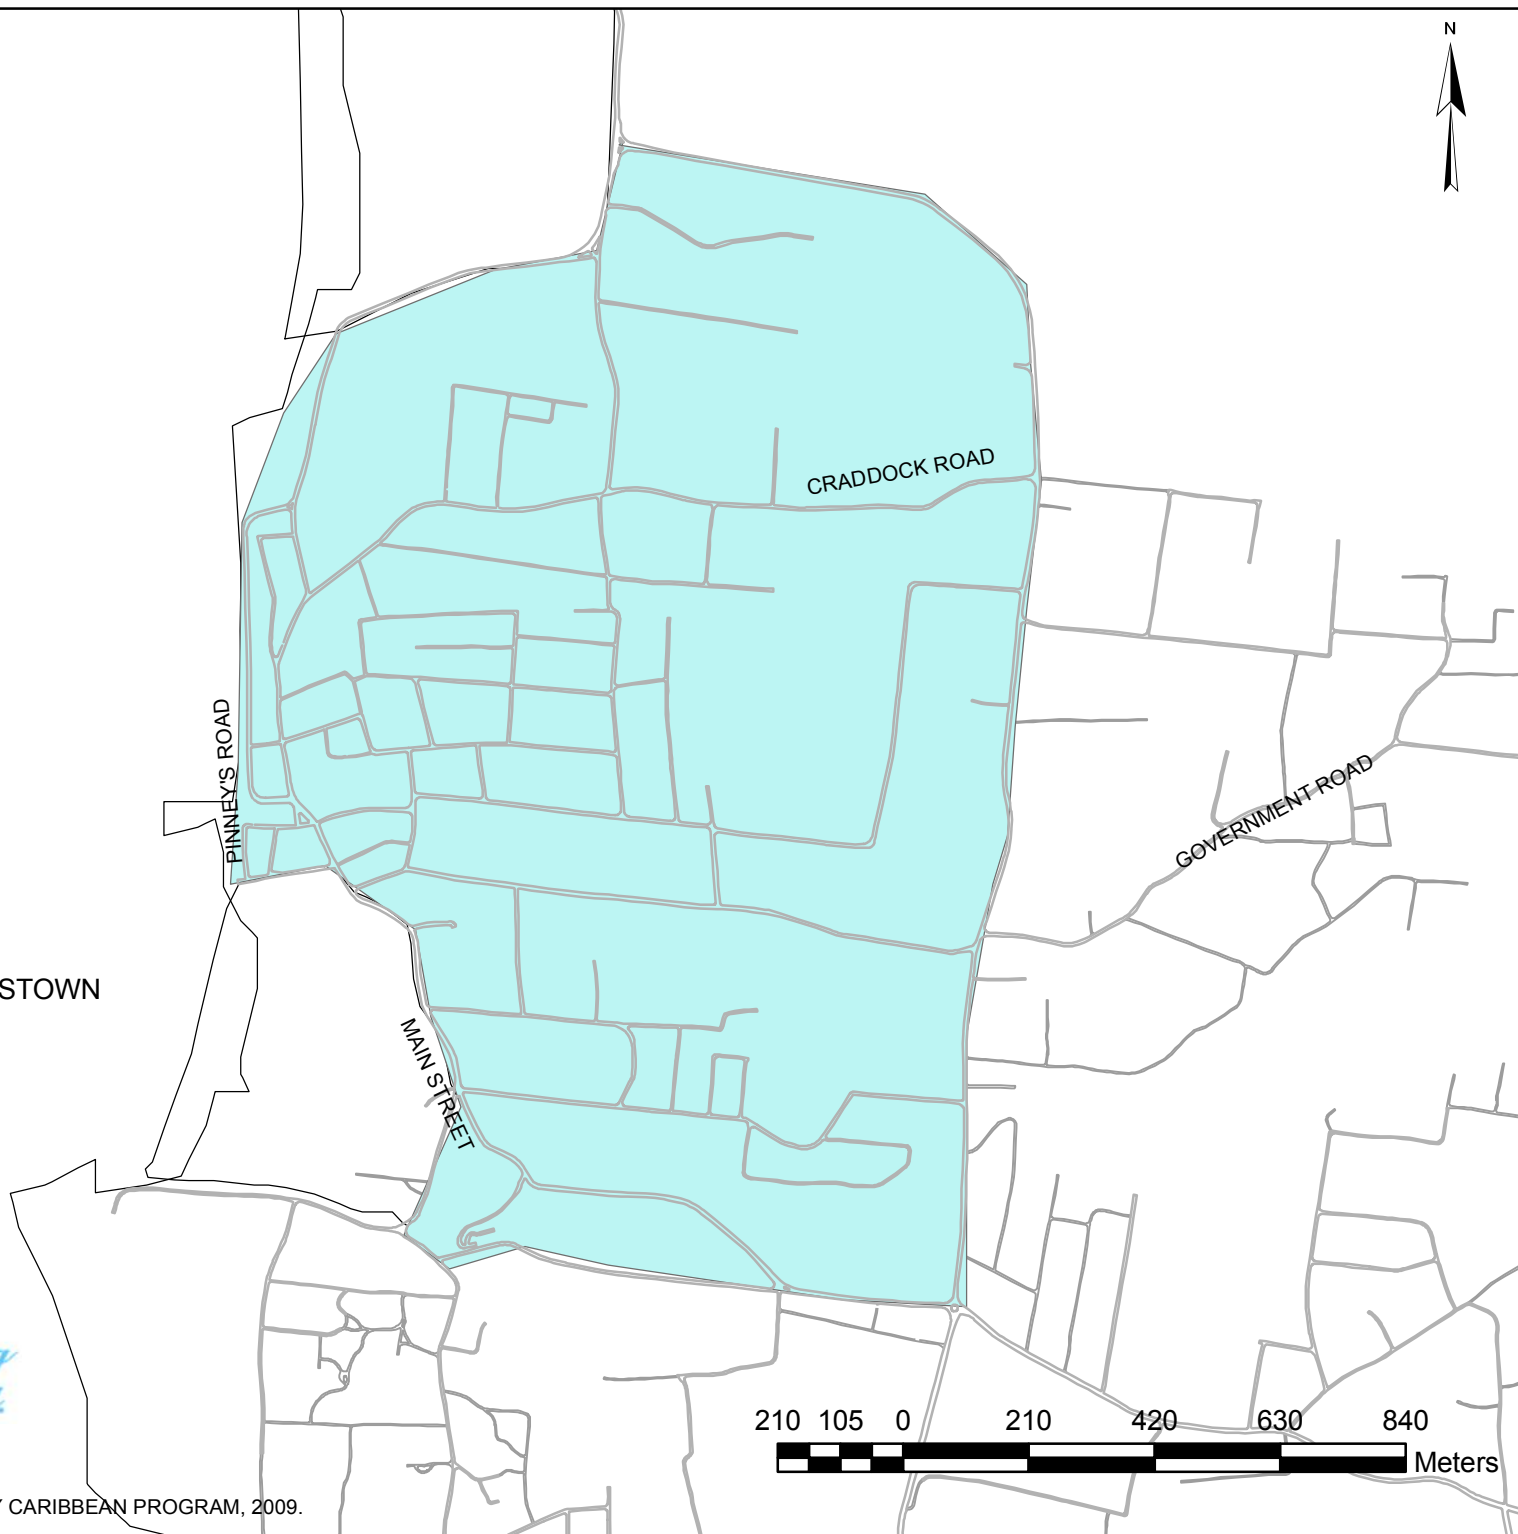 N
CRADDOCK ROAD
PINNEY'S ROAD
GOVERNMENT ROAD
STOWN
MAIN STREET
210 105 0 210 420 630 840
Meters
CARIBBEAN PROGRAM, 2009.